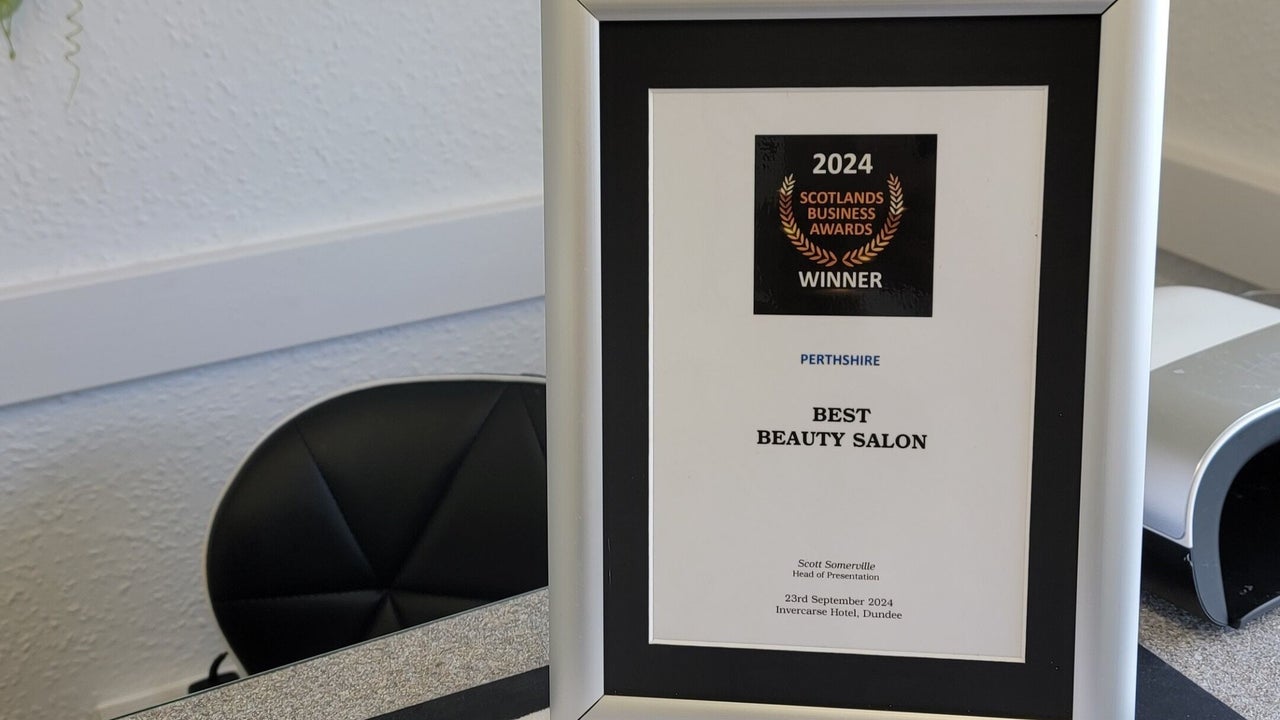 2024
SCOTLANDS
BUSINESS
AWARDS
WINNER
PERTHSHIRE
BEST
BEAUTY SALON
Scott Somerville
Head of Presentation
23rd September 2024
Invercarse Hotel, Dundee